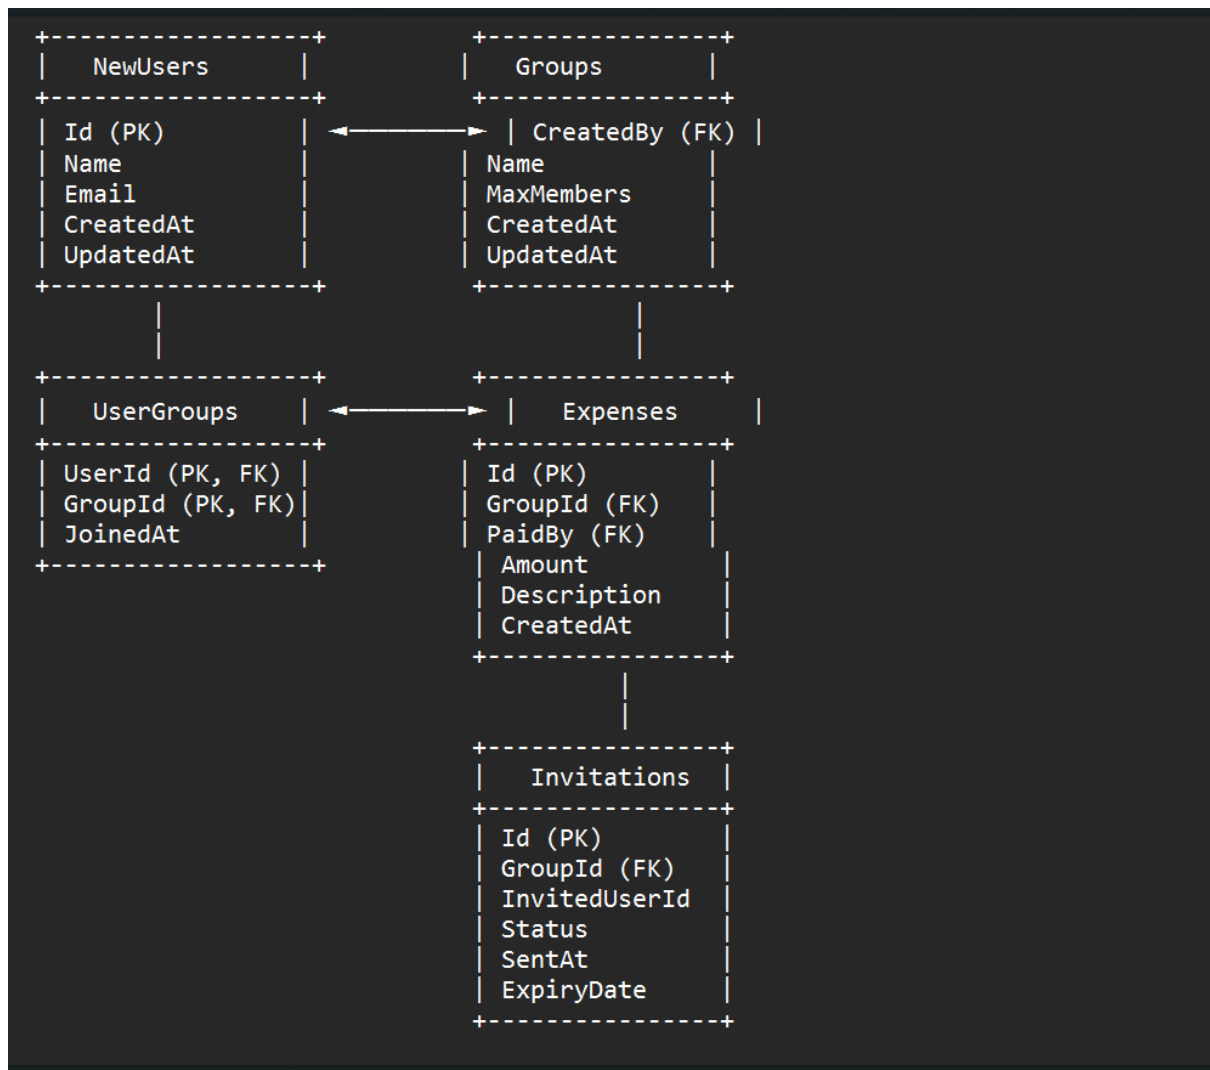 +-------------------+          +----------------+
|   NewUsers      |          |   Groups       |
+-------------------+          +----------------+
| Id (PK)         | ◄──────► | CreatedBy (FK) |
| Name            |          | Name           |
| Email           |          | MaxMembers     |
| CreatedAt       |          | CreatedAt      |
| UpdatedAt       |          | UpdatedAt      |
+-------------------+          +----------------+
        |                                |
        |                                |
+-------------------+          +----------------+
|   UserGroups    | ◄──────► |   Expenses     |
+-------------------+          +----------------+
| UserId (PK, FK) |          | Id (PK)        |
| GroupId (PK, FK)|          | GroupId (FK)   |
| JoinedAt        |          | PaidBy (FK)    |
+-------------------+          | Amount         |
                              | Description    |
                              | CreatedAt      |
                              +----------------+
                                        |
                                        |
                              +----------------+
                              |   Invitations  |
                              +----------------+
                              | Id (PK)        |
                              | GroupId (FK)   |
                              | InvitedUserId  |
                              | Status         |
                              | SentAt         |
                              | ExpiryDate     |
                              +----------------+